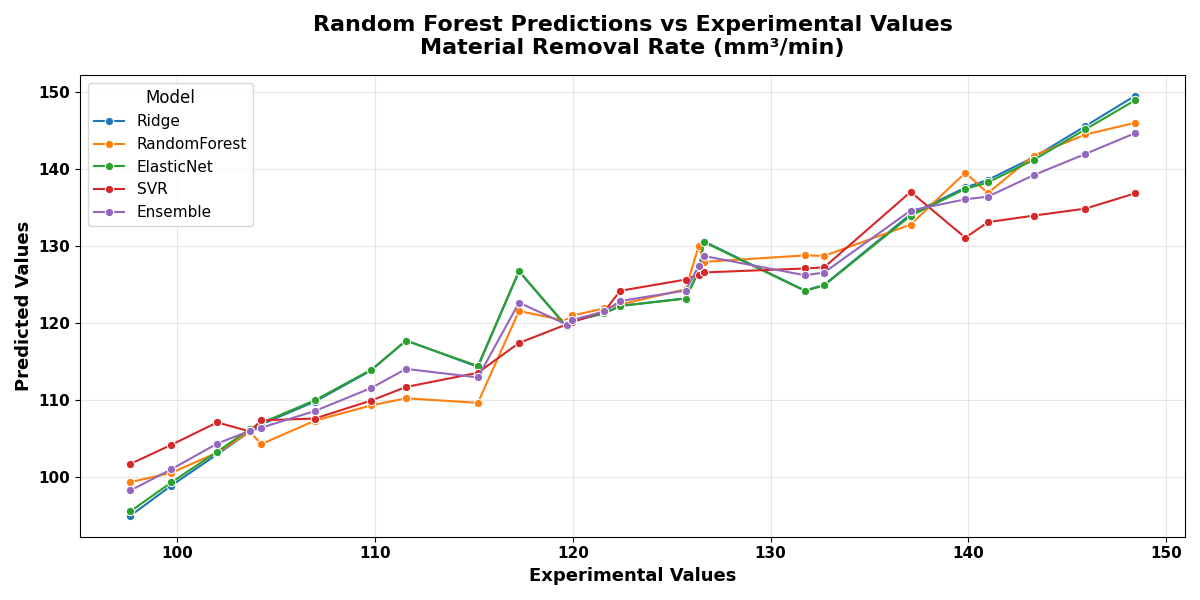 Random Forest Predictions vs Experimental Values
Material Removal Rate (mm³/min)
Model
Ridge
RandomForest
ElasticNet
SVR
Ensemble
Predicted Values
150
140
130
120
110
100
100 110 120 130 140 150
Experimental Values